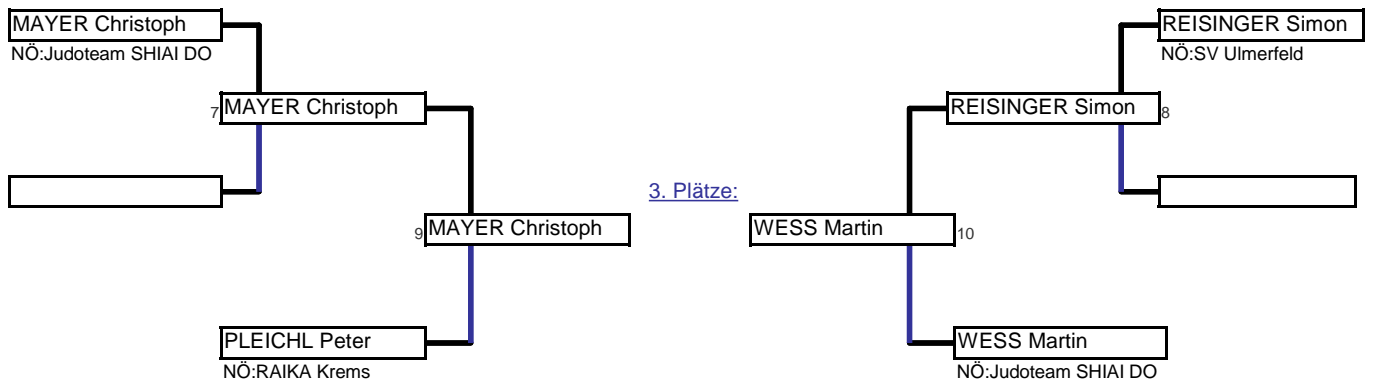 MAYER Christoph
NÖ:Judoteam SHIAI DO
REISINGER Simon
NÖ:SV Ulmerfeld
7 MAYER Christoph
REISINGER Simon 8
3. Plätze:
9 MAYER Christoph
WESS Martin 10
PLEICHL Peter
NÖ:RAIKA Krems
WESS Martin
NÖ:Judoteam SHIAI DO